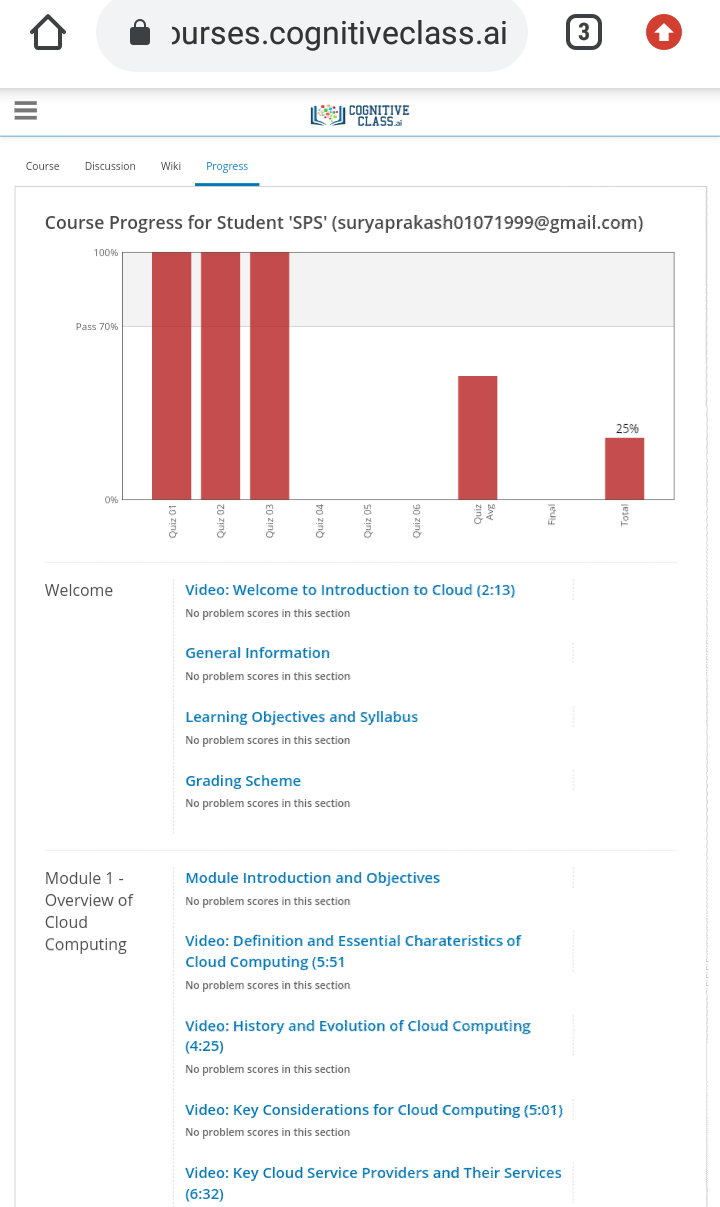 ourses.cognitiveclass.ai
3
COGNITIVE
CLASS.ai
Course Discussion Wiki Progress
Course Progress for Student 'SPS' (suryaprakash01071999@gmail.com)
100%
Pass 70%
25%
0%
Quiz 01
Quiz 02
Quiz 03
Quiz 04
Quiz 05
Quiz 06
Quiz
Avg
Final
Total
Welcome
Video: Welcome to Introduction to Cloud (2:13)
No problem scores in this section
General Information
No problem scores in this section
Learning Objectives and Syllabus
No problem scores in this section
Grading Scheme
No problem scores in this section
Module 1 -
Overview of
Cloud
Computing
Module Introduction and Objectives
No problem scores in this section
Video: Definition and Essential Charateristics of
Cloud Computing (5:51
No problem scores in this section
Video: History and Evolution of Cloud Computing
(4:25)
No problem scores in this section
Video: Key Considerations for Cloud Computing (5:01)
No problem scores in this section
Video: Key Cloud Service Providers and Their Services
(6:32)